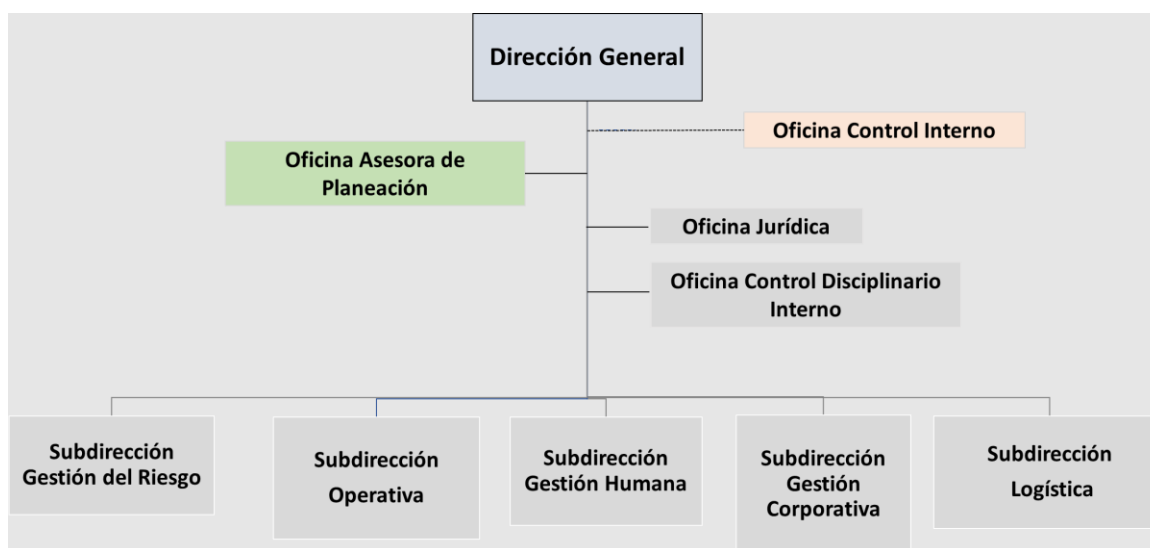 Dirección General
Oficina Control Interno
Oficina Asesora de
Planeación
Oficina Jurídica
Oficina Control Disciplinario
Interno
Subdirección
Gestión del Riesgo
Subdirección
Operativa
Subdirección
Gestión Humana
Subdirección
Gestión
Corporativa
Subdirección
Logística